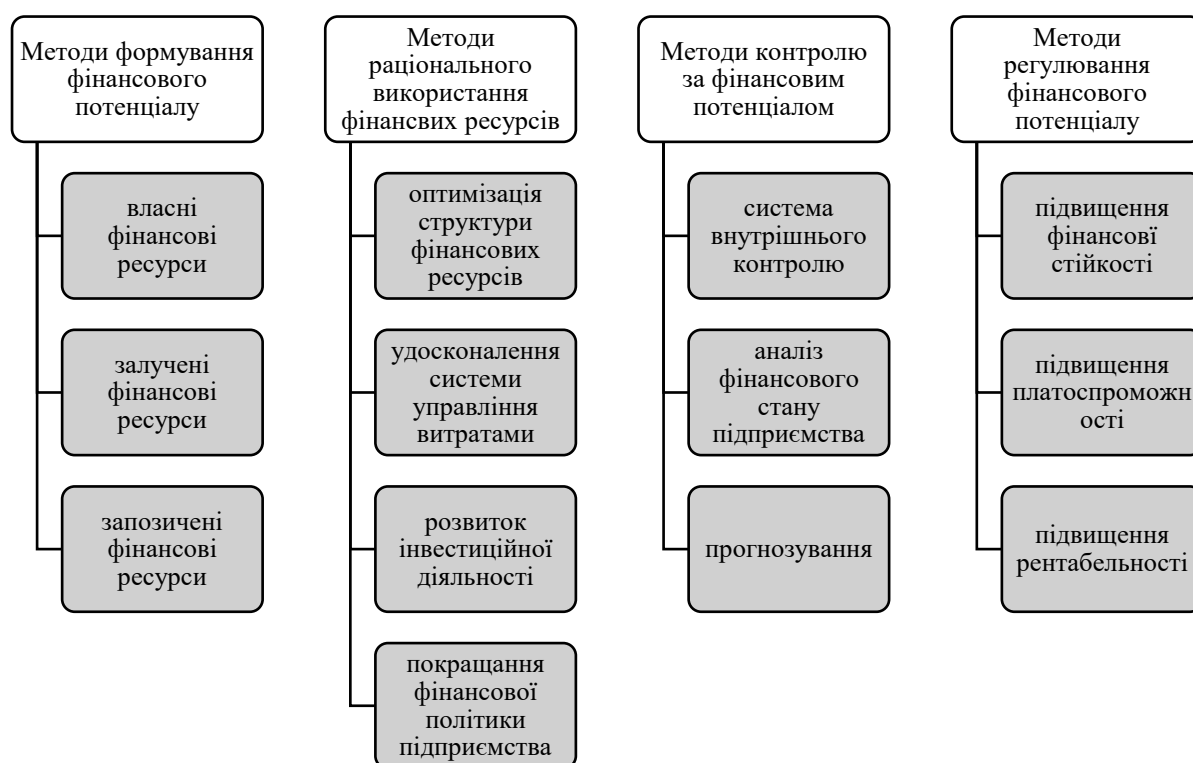 Методи формування
фінансового
потенціалу
власні
фінансові
ресурси
залучені
фінансові
ресурси
запозичені
фінансові
ресурси
Методи
раціонального
використання
фінансвих ресурсів
оптимізація
структури
фінансових
ресурсів
удосконалення
системи
управління
витратами
розвиток
інвестиційної
діяльності
покращання
фінансової
політики
підприємства
Методи контролю
за фінансовим
потенціалом
система
внутрішнього
контролю
аналіз
фінансового
стану
підприємства
прогнозування
Методи
регулювання
фінансового
потенціалу
підвищення
фінансовї
стійкості
підвищення
платоспроможн
ості
підвищення
рентабельності